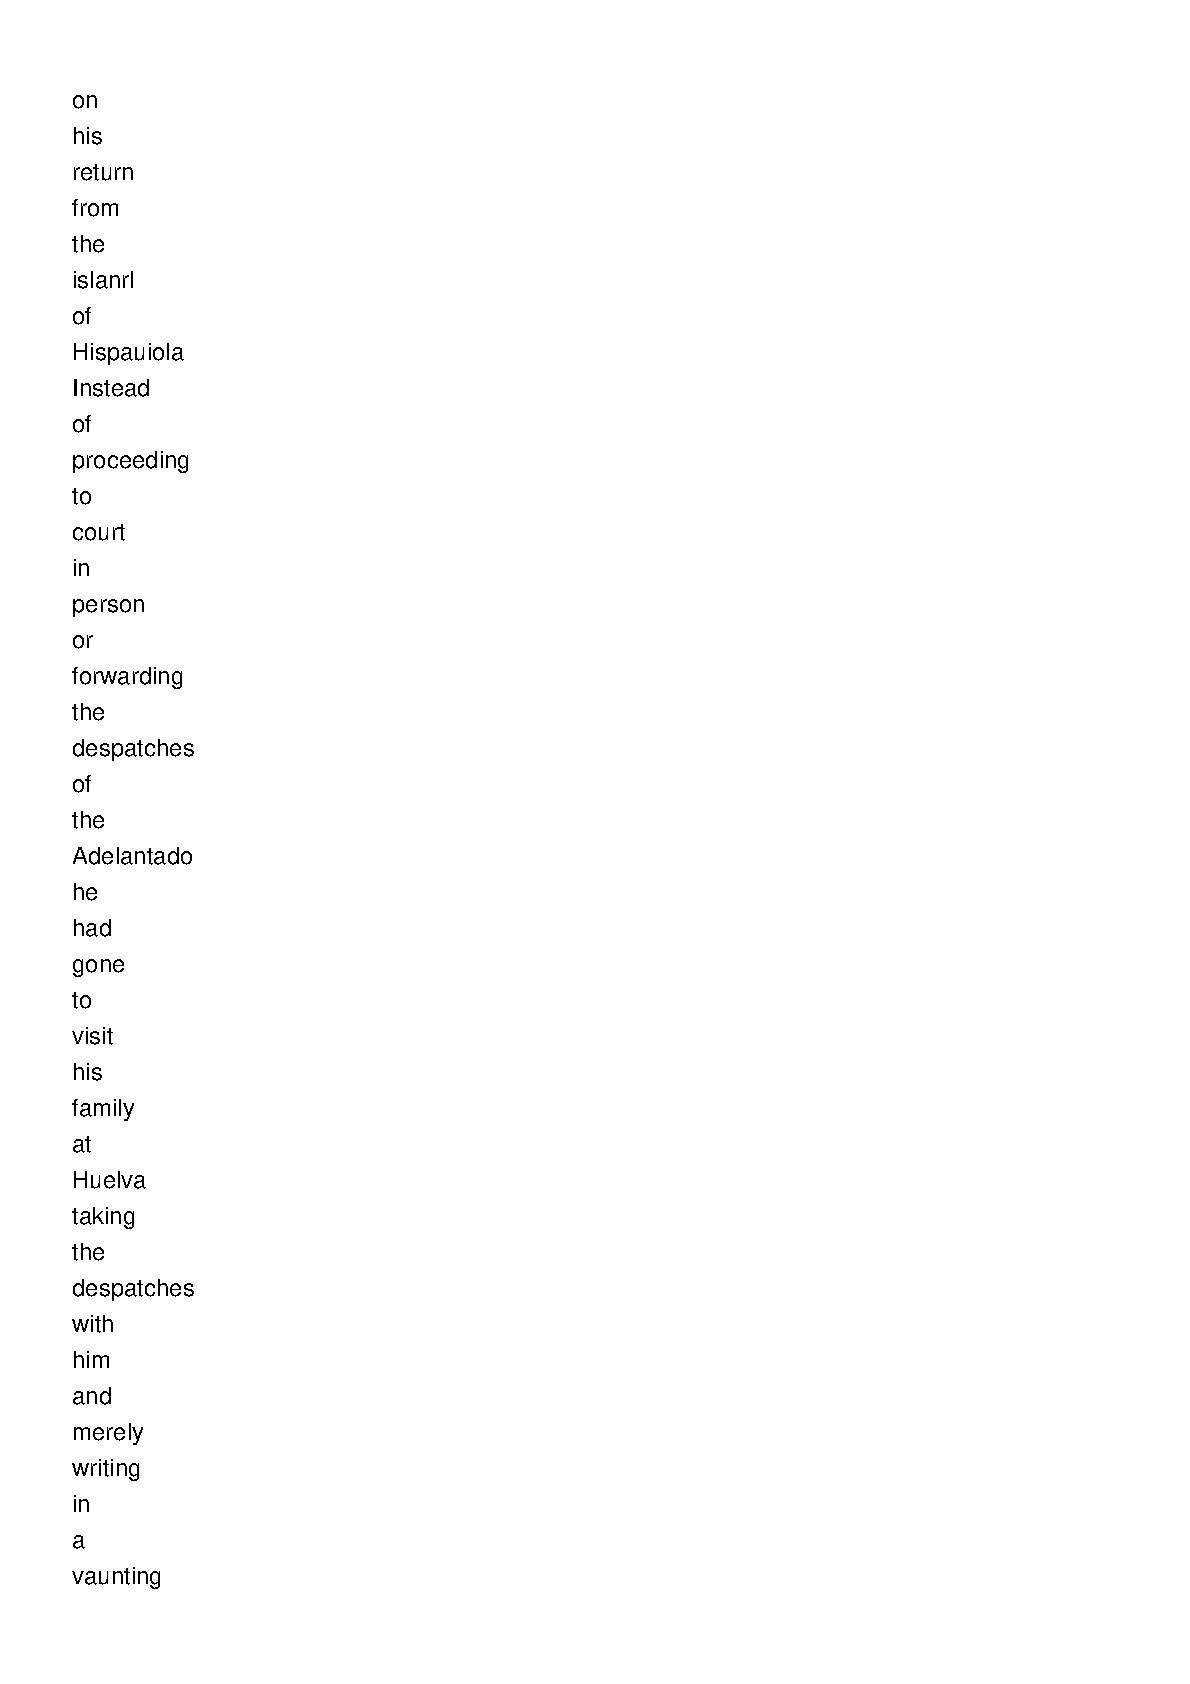 on
his
return
from
the
islanrl
of
Hispauiola
Instead
of
proceeding
to
court
in
person
or
forwarding
the
despatches
of
the
Adelantado
he
had
gone
to
visit
his
family
at
Huelva
taking
the
despatches
with
him
and
merely
writing
in
a
vaunting